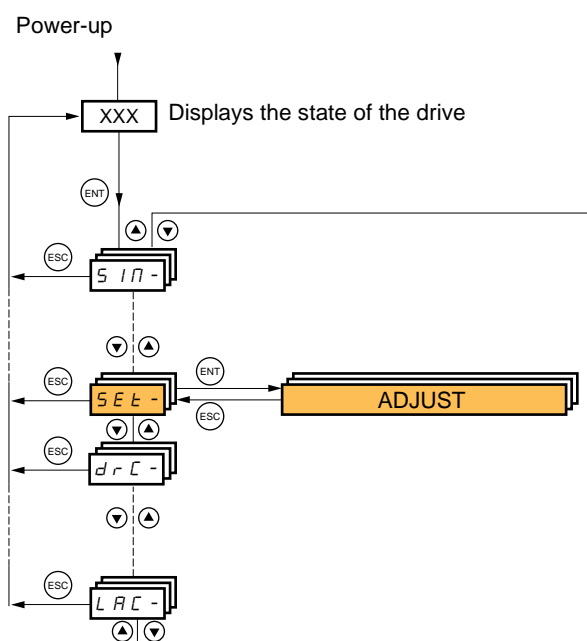 Power-up
XXX Displays the state of the drive
ENT
ESC
SIM-
ESC
ENT
SEt-
ADJUST
ESC
ESC
drC-
ESC
LAC-